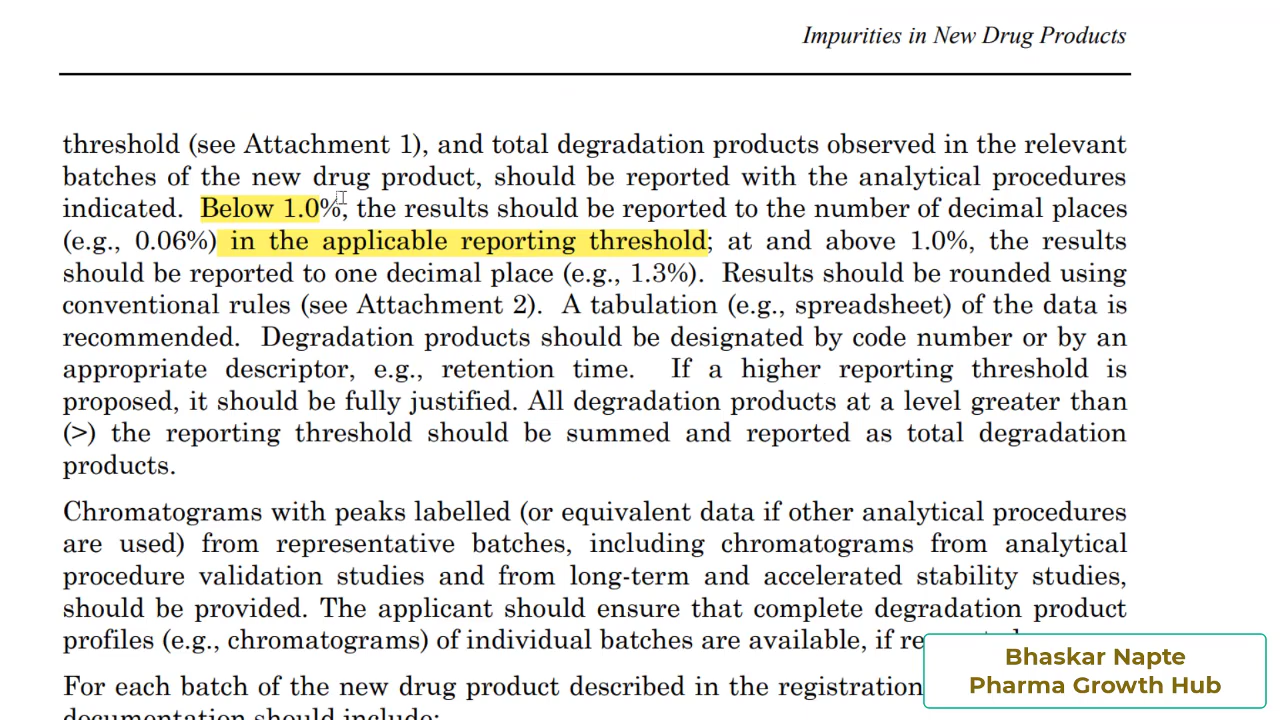 Impurities in New Drug Products
threshold (see Attachment 1), and total degradation products observed in the relevant
batches of the new drug product, should be reported with the analytical procedures
indicated. Below 1.0%, the results should be reported to the number of decimal places
(e.g., 0.06%) in the applicable reporting threshold; at and above 1.0%, the results
should be reported to one decimal place (e.g., 1.3%). Results should be rounded using
conventional rules (see Attachment 2). A tabulation (e.g., spreadsheet) of the data is
recommended. Degradation products should be designated by code number or by an
appropriate descriptor, e.g., retention time. If a higher reporting threshold is
proposed, it should be fully justified. All degradation products at a level greater than
(>) the reporting threshold should be summed and reported as total degradation
products.
Chromatograms with peaks labelled (or equivalent data if other analytical procedures
are used) from representative batches, including chromatograms from analytical
procedure validation studies and from long-term and accelerated stability studies,
should be provided. The applicant should ensure that complete degradation product
profiles (e.g., chromatograms) of individual batches are available, if
For each batch of the new drug product described in the registration
documentation should include:
Bhaskar Napte
Pharma Growth Hub